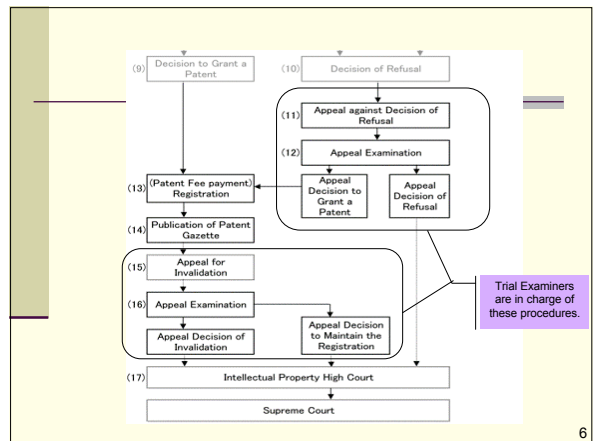 (9)
Decision to Grant a
Patent
(10)
Decision of Refusal
(11)
Appeal against Decision of
Refusal
(12)
Appeal Examination
(13)
(Patent Fee payment)
Registration
Appeal
Decision to
Grant a
Patent
Appeal
Decision of
Refusal
(14)
Publication of Patent
Gazette
(15)
Appeal for
Invalidation
(16)
Appeal Examination
Appeal Decision of
Invalidation
Appeal Decision
to Maintain the
Registration
Trial Examiners
are in charge of
these procedures.
(17)
Intellectual Property High Court
Supreme Court
6